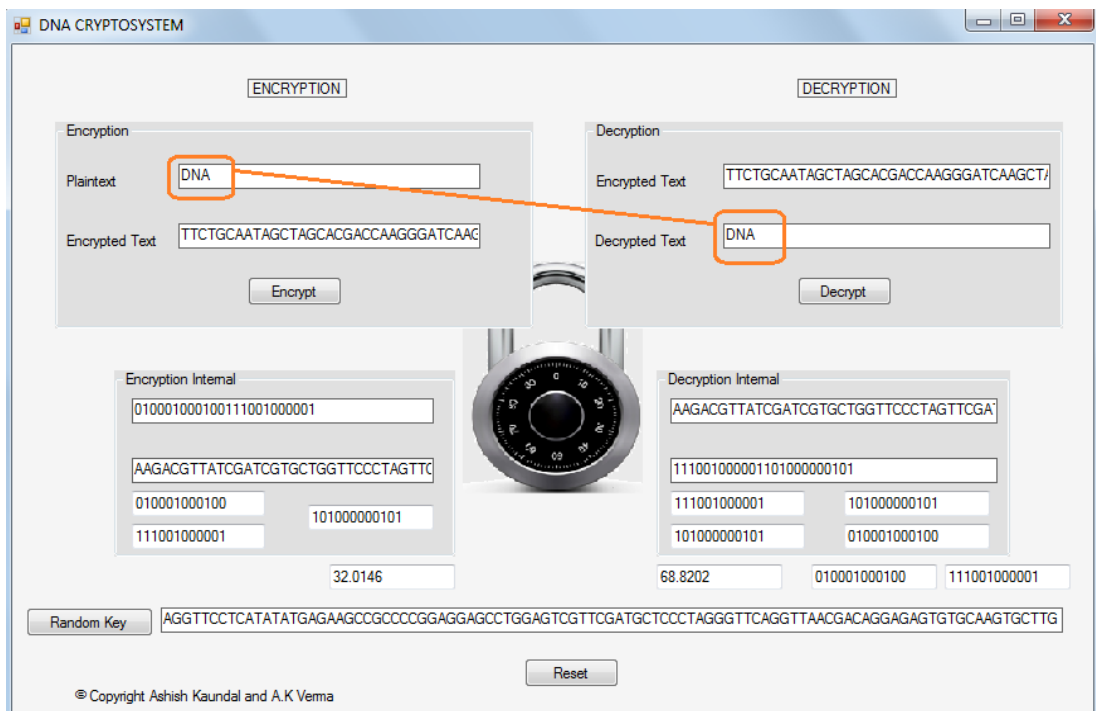 DNA CRYPTOSYSTEM
ENCRYPTION
DECRYPTION
Encryption
Plaintext
DNA
Encrypted Text
TTCTGCAATAGCTAGCACGACCAAGGGATCAAG
Encrypt
Decryption
Encrypted Text
TTCTGCAATAGCTAGCACGACCAAGGGATCAAGCTA
Decrypted Text
DNA
Decrypt
Encryption Internal
010001000100111001000001
AAGACGTTATCGATCGTGCTGGTTCCCTAGTTC
010001000100
101000000101
111001000001
Decryption Internal
AAGACGTTATCGATCGTGCTGGTTCCCTAGTTCGAT
111001000001101000000101
111001000001
101000000101
101000000101
010001000100
32.0146
68.8202
010001000100
111001000001
Random Key
AGGTTCCTCATATATGAGAAGCCGCCCCGGAGGAGCCTGGAGTCGTTCGATGCTCCCTAGGGTTCAGGTTAACGACAGGAGAGTGTGCAAGTGCTTG
Reset
© Copyright Ashish Kaundal and A.K Verma